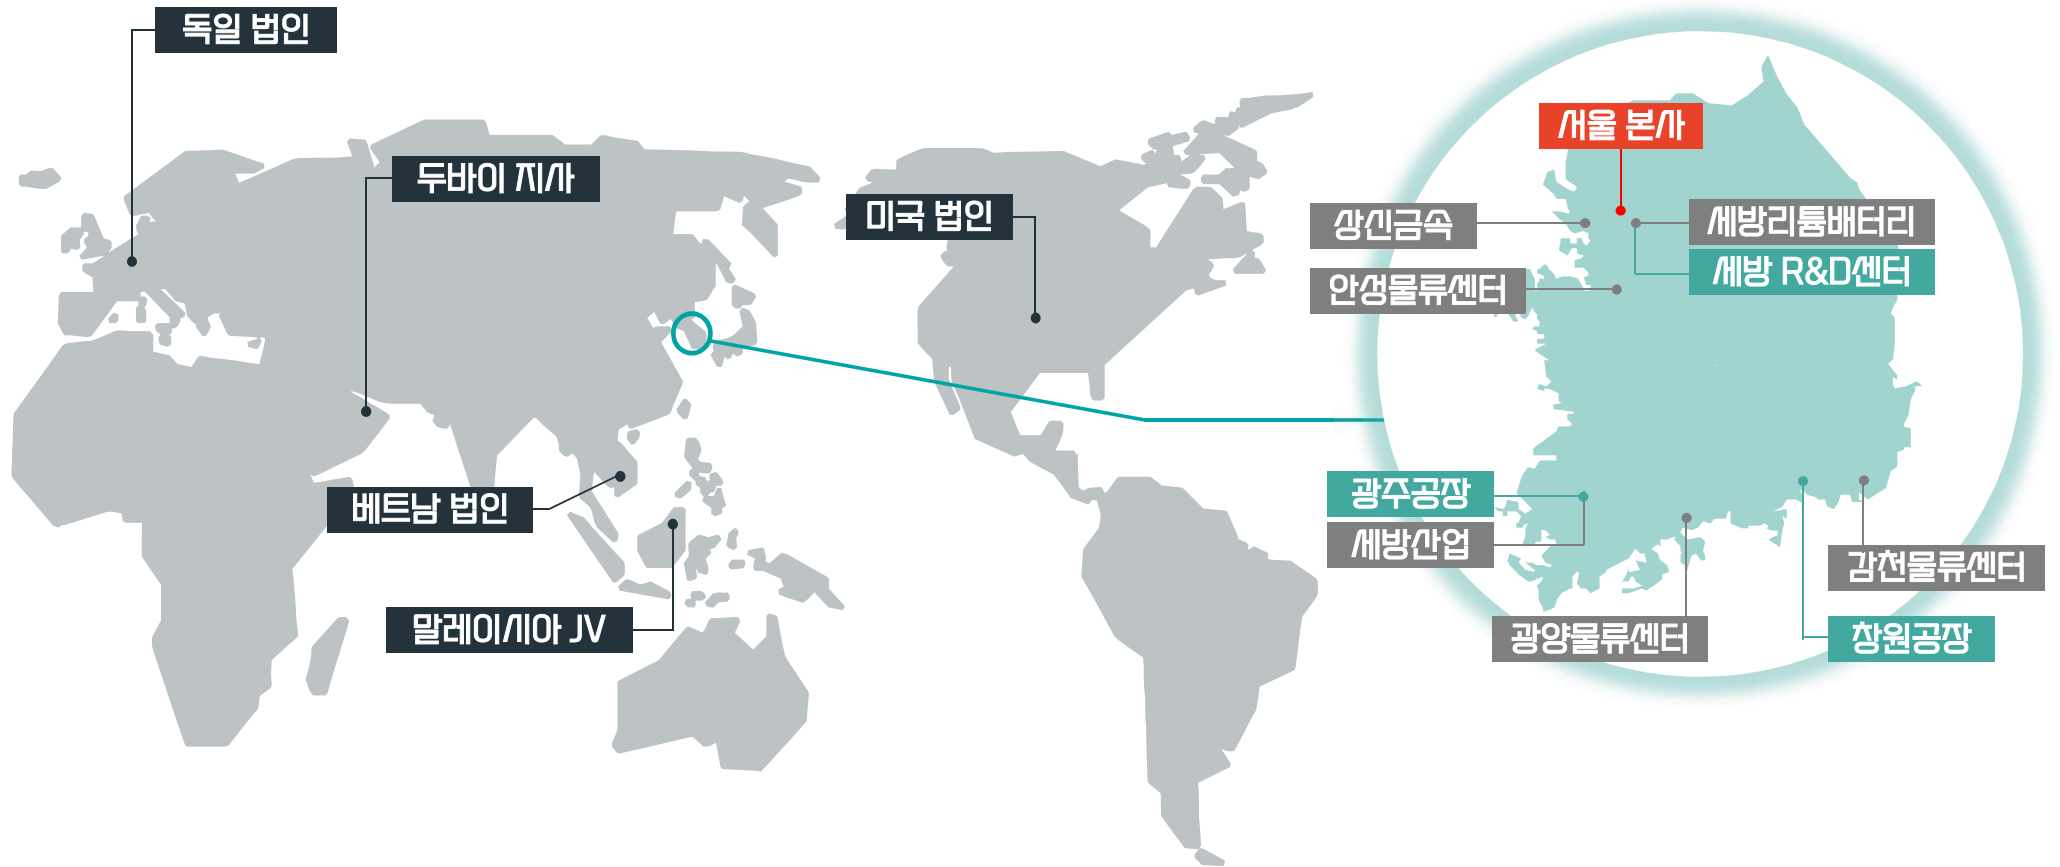 독일 법인
두바이 지사
미국 법인
베트남 법인
말레이시아 JV
서울 본사
상신금속
세방리튬배터리
세방 R&D센터
안성물류센터
광주공장
세방산업
감천물류센터
광양물류센터
창원공장